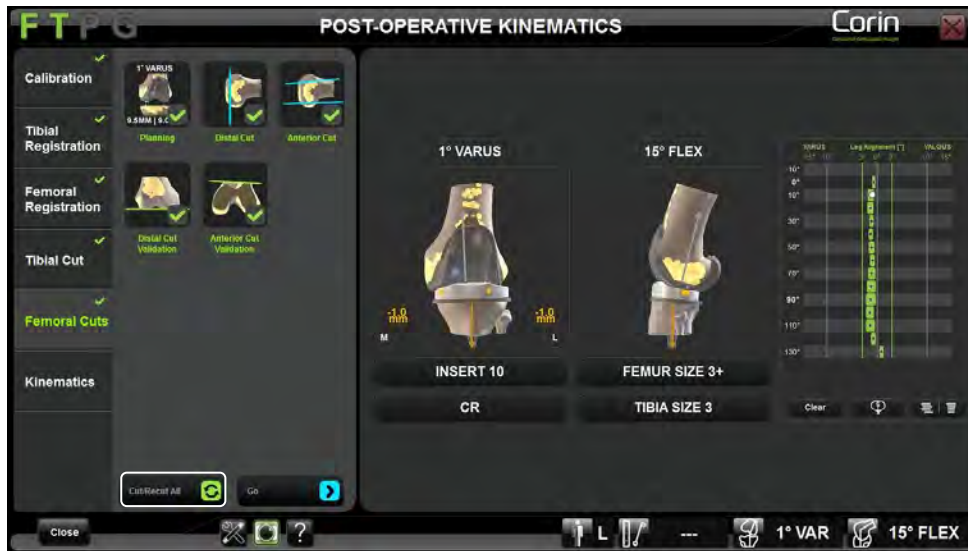 F T P G
POST-OPERATIVE KINEMATICS
Corin
Calibration
Tibial
Registration
Femoral
Registration
Tibial Cut
Femoral Cuts
Kinematics
1° VARUS
Planning
Distal Cut
Anterior Cut
Distal Cut
Validation
Anterior Cut
Validation
Cut/Recut All
Go
1° VARUS
15° FLEX
-1.0
mm
-1.0
mm
M
L
INSERT 10
FEMUR SIZE 3+
CR
TIBIA SIZE 3
VARUS
Leg Alignment [°]
VALGUS
10°
0°
10°
30°
50°
70°
90°
110°
130°
Clear
Close
?
L
---
1° VAR
15° FLEX